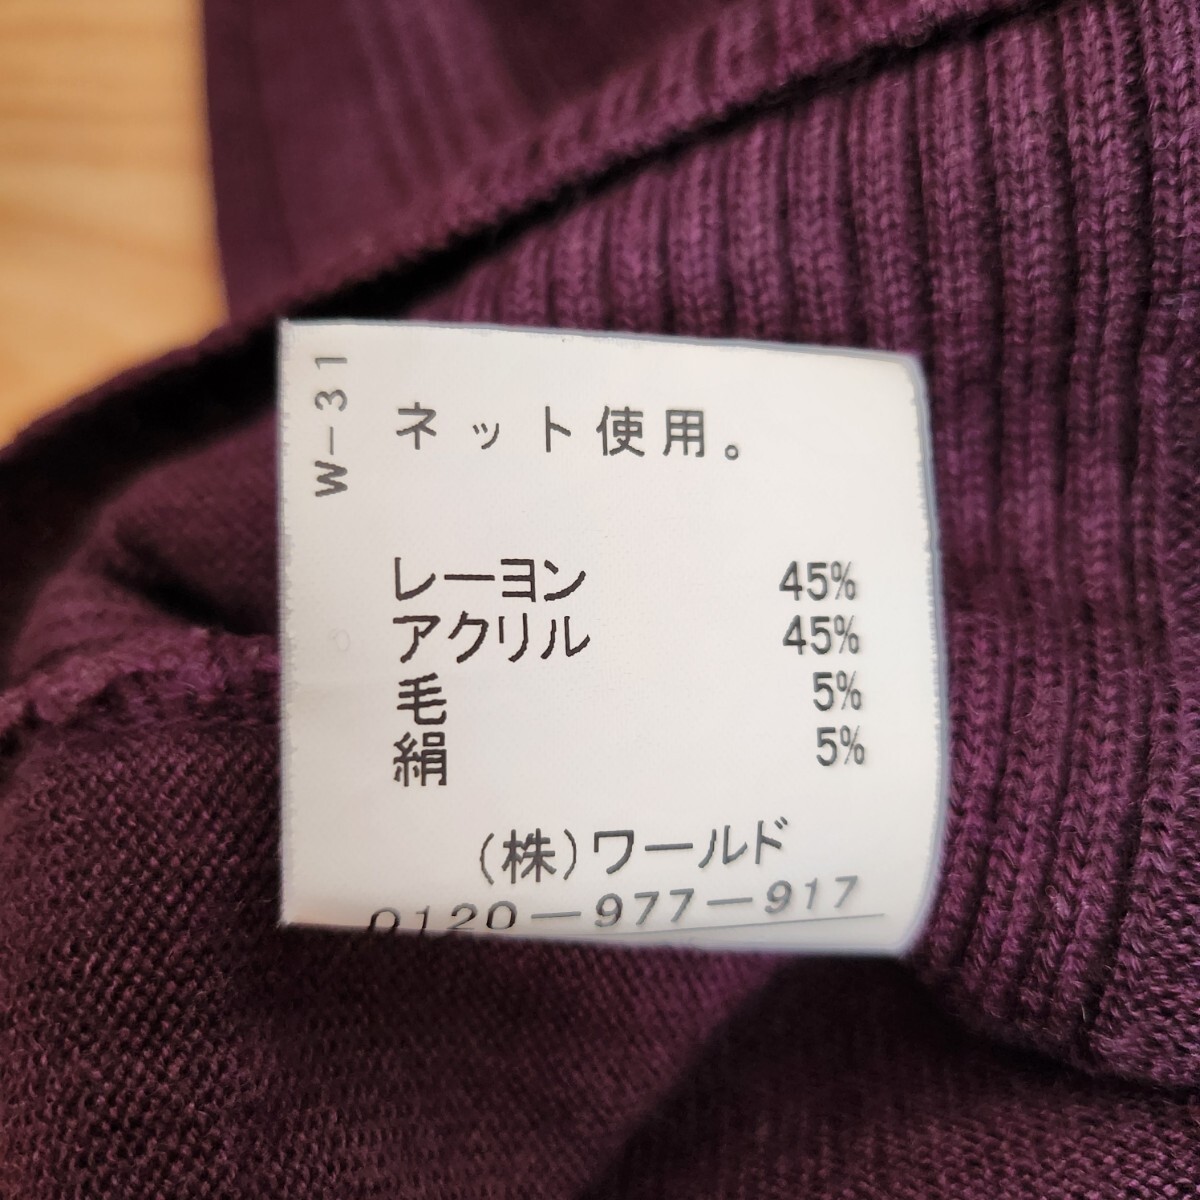 W-31
ネット使用。
レーヨン 45%
アクリル 45%
毛 5%
絹 5%
(株)ワールド
0120-977-917